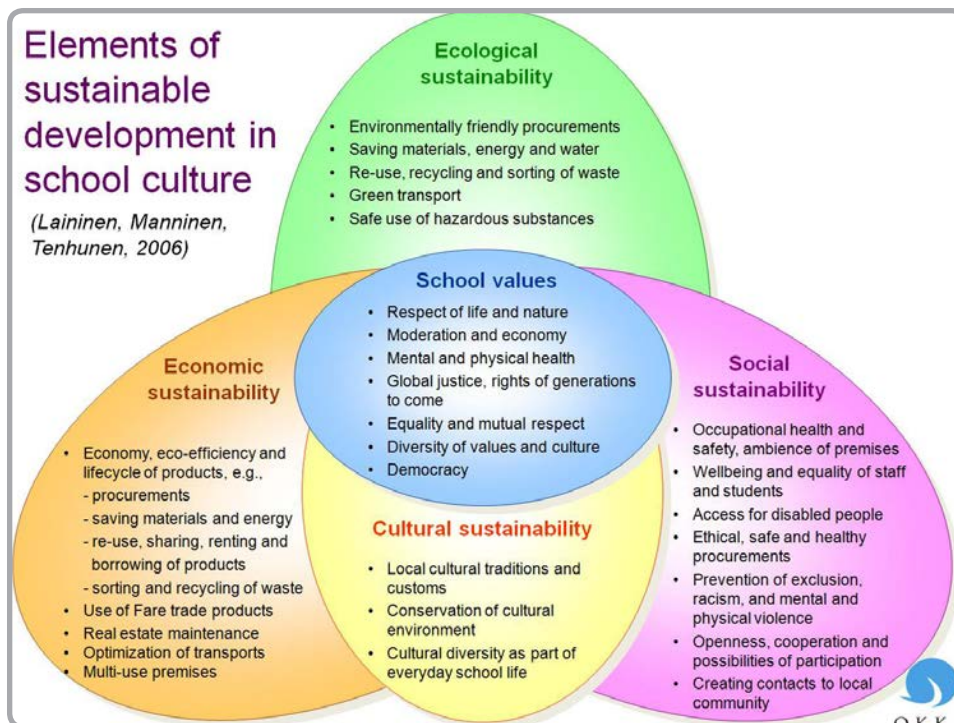 Elements of
sustainable
development in
school culture
(Laininen, Manninen,
Tenhunen, 2006)
Ecological
sustainability
• Environmentally friendly procurements
• Saving materials, energy and water
• Re-use, recycling and sorting of waste
• Green transport
• Safe use of hazardous substances
School values
• Respect of life and nature
• Moderation and economy
• Mental and physical health
• Global justice, rights of generations
to come
• Equality and mutual respect
• Diversity of values and culture
• Democracy
Economic
sustainability
• Economy, eco-efficiency and
lifecycle of products, e.g.,
- procurements
- saving materials and energy
- re-use, sharing, renting and
borrowing of products
- sorting and recycling of waste
• Use of Fare trade products
• Real estate maintenance
• Optimization of transports
• Multi-use premises
Cultural sustainability
• Local cultural traditions and
customs
• Conservation of cultural
environment
• Cultural diversity as part of
everyday school life
Social
sustainability
• Occupational health and
safety, ambience of premises
• Wellbeing and equality of staff
and students
• Access for disabled people
• Ethical, safe and healthy
procurements
• Prevention of exclusion,
racism, and mental and
physical violence
• Openness, cooperation and
possibilities of participation
• Creating contacts to local
community